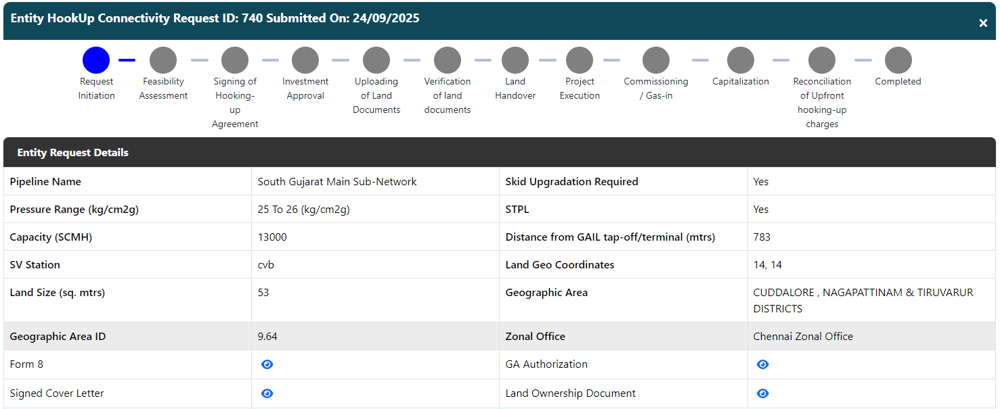 Entity HookUp Connectivity Request ID: 740 Submitted On: 24/09/2025
×
Request
Initiation
Feasibility
Assessment
Signing of
Hooking-
up
Agreement
Investment
Approval
Uploading
of Land
Documents
Verification
of land
documents
Land
Handover
Project
Execution
Commissioning
/ Gas-in
Capitalization
Reconciliation
of Upfront
hooking-up
charges
Completed
Entity Request Details
Pipeline Name South Gujarat Main Sub-Network Skid Upgradation Required Yes
Pressure Range (kg/cm2g) 25 To 26 (kg/cm2g) STPL Yes
Capacity (SCMH) 13000 Distance from GAIL tap-off/terminal (mtrs) 783
SV Station cvb Land Geo Coordinates 14, 14
Land Size (sq. mtrs) 53 Geographic Area CUDDALORE , NAGAPATTINAM & TIRUVARUR
DISTRICTS
Geographic Area ID 9.64 Zonal Office Chennai Zonal Office
Form 8 GA Authorization
Signed Cover Letter Land Ownership Document